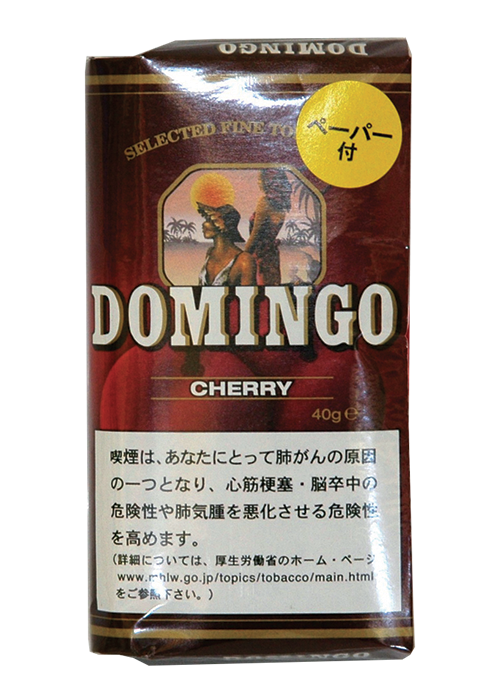 DOMINGO
SELECTED FINE
ペーパー
付
DOMINGO
CHERRY
40g ℮
喫煙は、あなたにとって肺がんの原因
の一つとなり、心筋梗塞・脳卒中の
危険性や肺気腫を悪化させる危険性
を高めます。
(詳細については、厚生労働省のホーム・ページ
www.mhlw.go.jp/topics/tobacco/main.html
をご参照下さい。)
DOMINGO